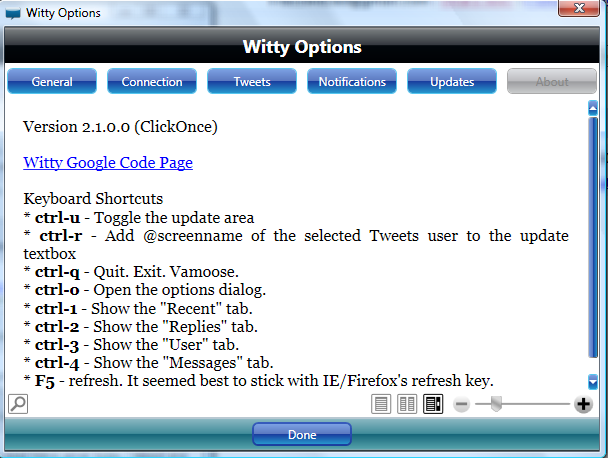 Witty Options
Witty Options
General Connection Tweets Notifications Updates About
Version 2.1.0.0 (ClickOnce)
Witty Google Code Page
Keyboard Shortcuts
* ctrl-u - Toggle the update area
* ctrl-r - Add @screenname of the selected Tweets user to the update
textbox
* ctrl-q - Quit. Exit. Vamoose.
* ctrl-o - Open the options dialog.
* ctrl-1 - Show the "Recent" tab.
* ctrl-2 - Show the "Replies" tab.
* ctrl-3 - Show the "User" tab.
* ctrl-4 - Show the "Messages" tab.
* F5 - refresh. It seemed best to stick with IE/Firefox's refresh key.
Done